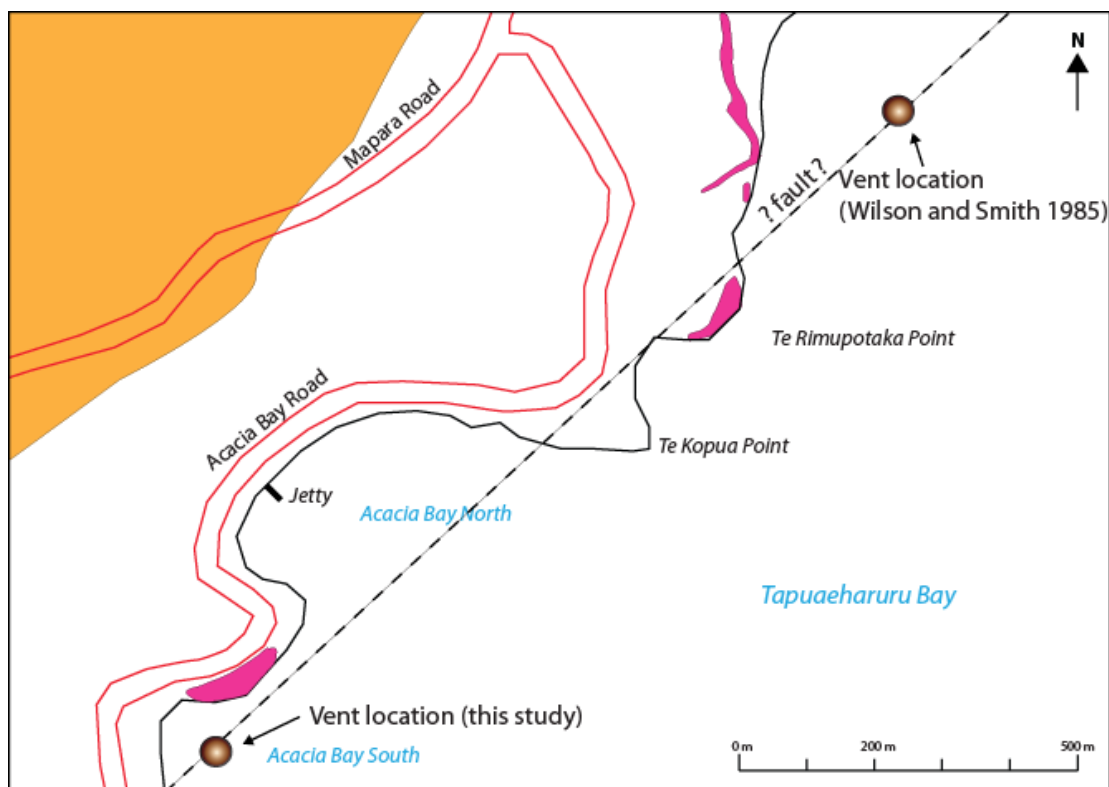 N
Mapara Road
Vent location
(Wilson and Smith 1985)
? fault ?
Te Rimupotaka Point
Acacia Bay Road
Te Kopua Point
Jetty
Acacia Bay North
Tapuaeharuru Bay
Vent location (this study)
Acacia Bay South
0 m 200 m 500 m